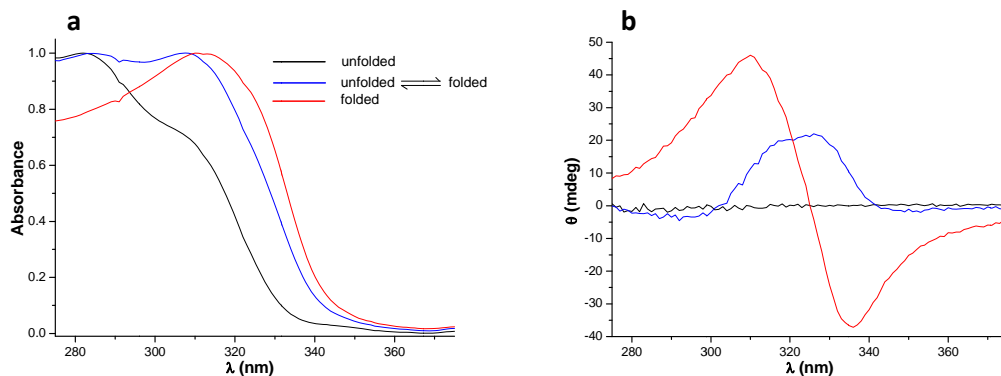 a
Absorbance
1.0
0.8
0.6
0.4
0.2
0.0
280
300
320
340
360
λ (nm)
unfolded
unfolded ⇌ folded
folded
b
θ (mdeg)
50
40
30
20
10
0
-10
-20
-30
-40
280
300
320
340
360
λ (nm)